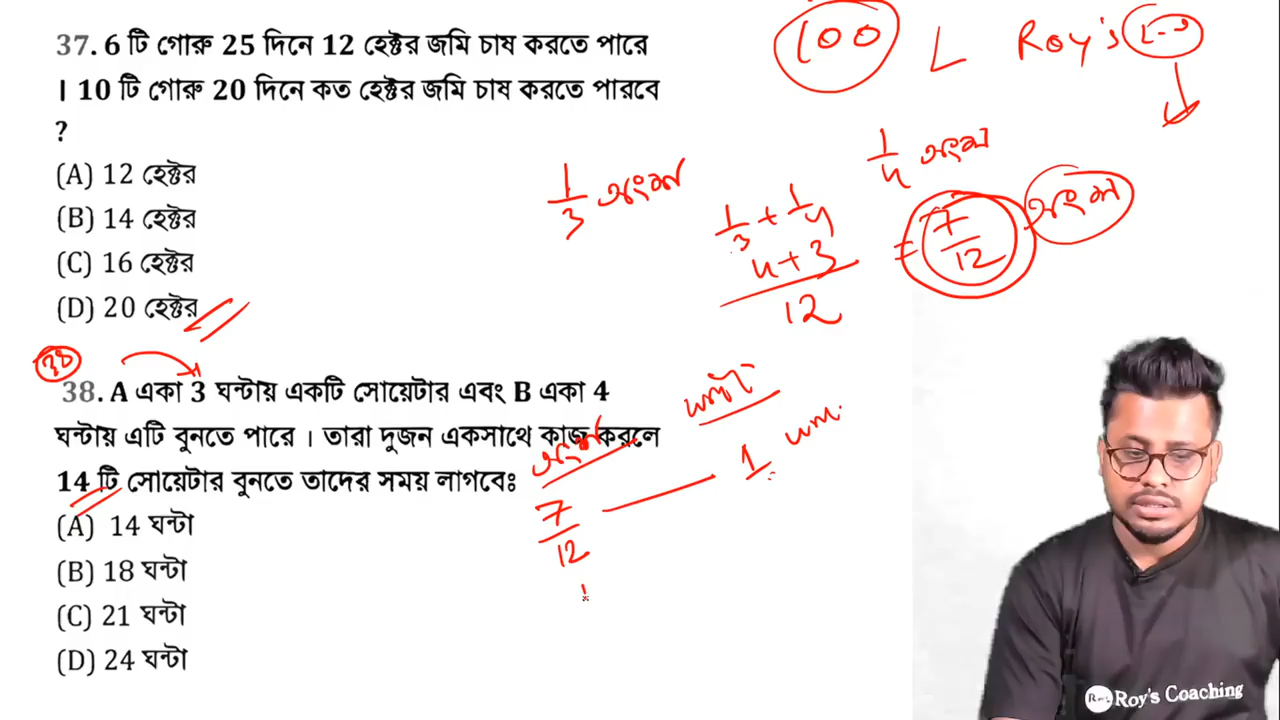 37. 6 টি গোরু 25 দিনে 12 হেক্টর জমি চাষ করতে পারে
। 10 টি গোরু 20 দিনে কত হেক্টর জমি চাষ করতে পারবে
?
(A) 12 হেক্টর
(B) 14 হেক্টর
(C) 16 হেক্টর
(D) 20 হেক্টর
38. A একা 3 ঘন্টায় একটি সোয়েটার এবং B একা 4
ঘন্টায় এটি বুনতে পারে । তারা দুজন একসাথে কাজ করলে
14 টি সোয়েটার বুনতে তাদের সময় লাগবেঃ
(A) 14 ঘন্টা
(B) 18 ঘন্টা
(C) 21 ঘন্টা
(D) 24 ঘন্টা
100 L Roy's
1/3 অংশ
1/4 অংশ
1/3 + 1/4
4+3
12
= 7/12 অংশ
অংশ
7/12 1
Roy's Coaching